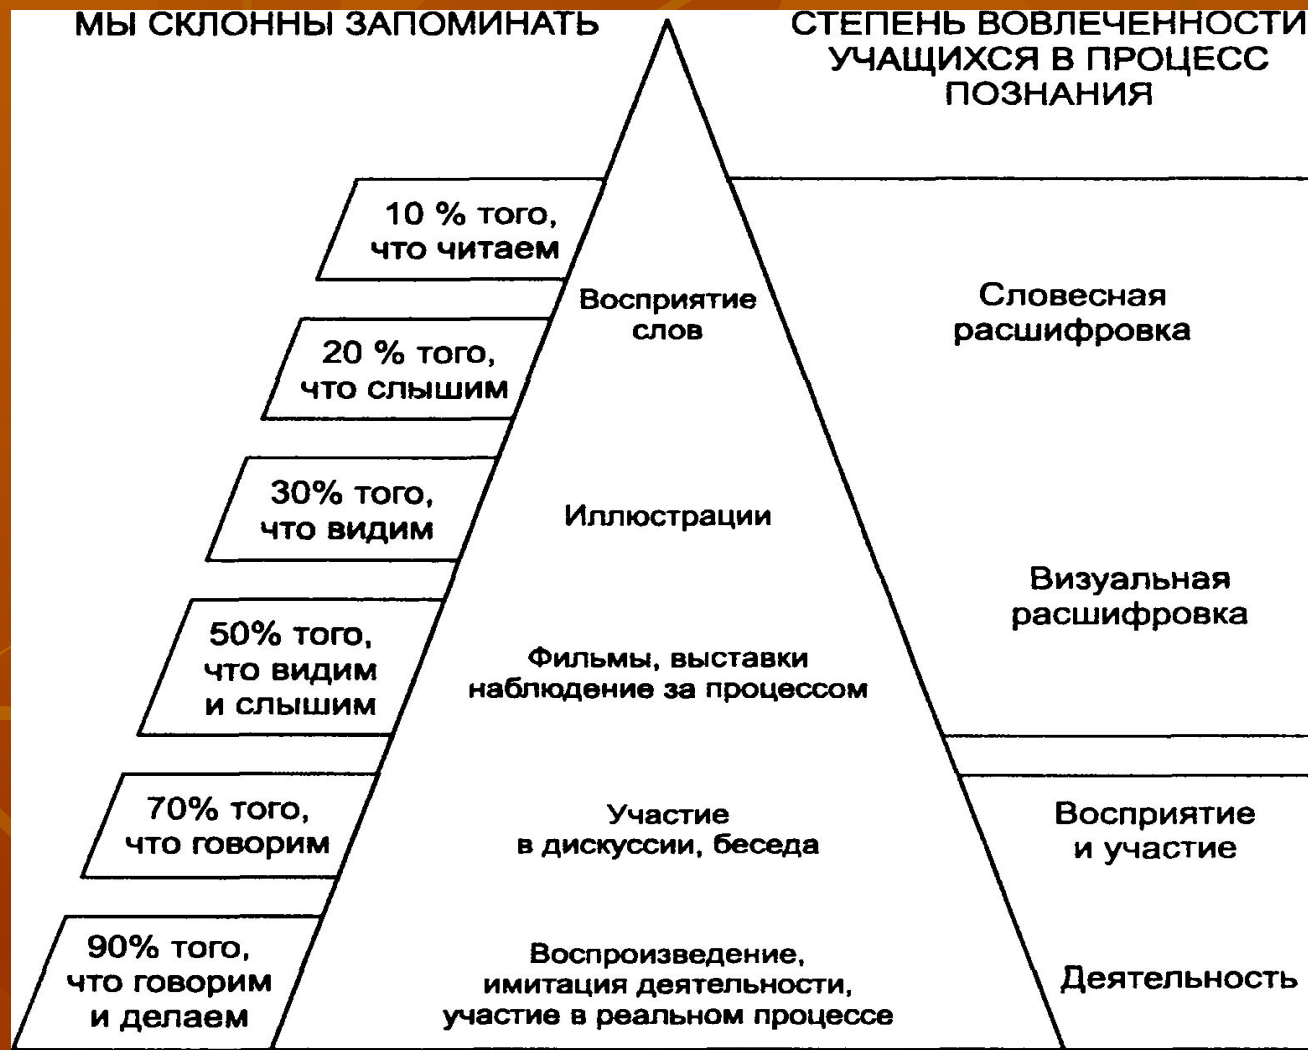 МЫ СКЛОННЫ ЗАПОМИНАТЬ
СТЕПЕНЬ ВОВЛЕЧЕННОСТИ
УЧАЩИХСЯ В ПРОЦЕСС
ПОЗНАНИЯ
10 % того,
что читаем
20 % того,
что слышим
30% того,
что видим
50% того,
что видим
и слышим
70% того,
что говорим
90% того,
что говорим
и делаем
Восприятие
слов
Иллюстрации
Фильмы, выставки
наблюдение за процессом
Участие
в дискуссии, беседа
Воспроизведение,
имитация деятельности,
участие в реальном процессе
Словесная
расшифровка
Визуальная
расшифровка
Восприятие
и участие
Деятельность